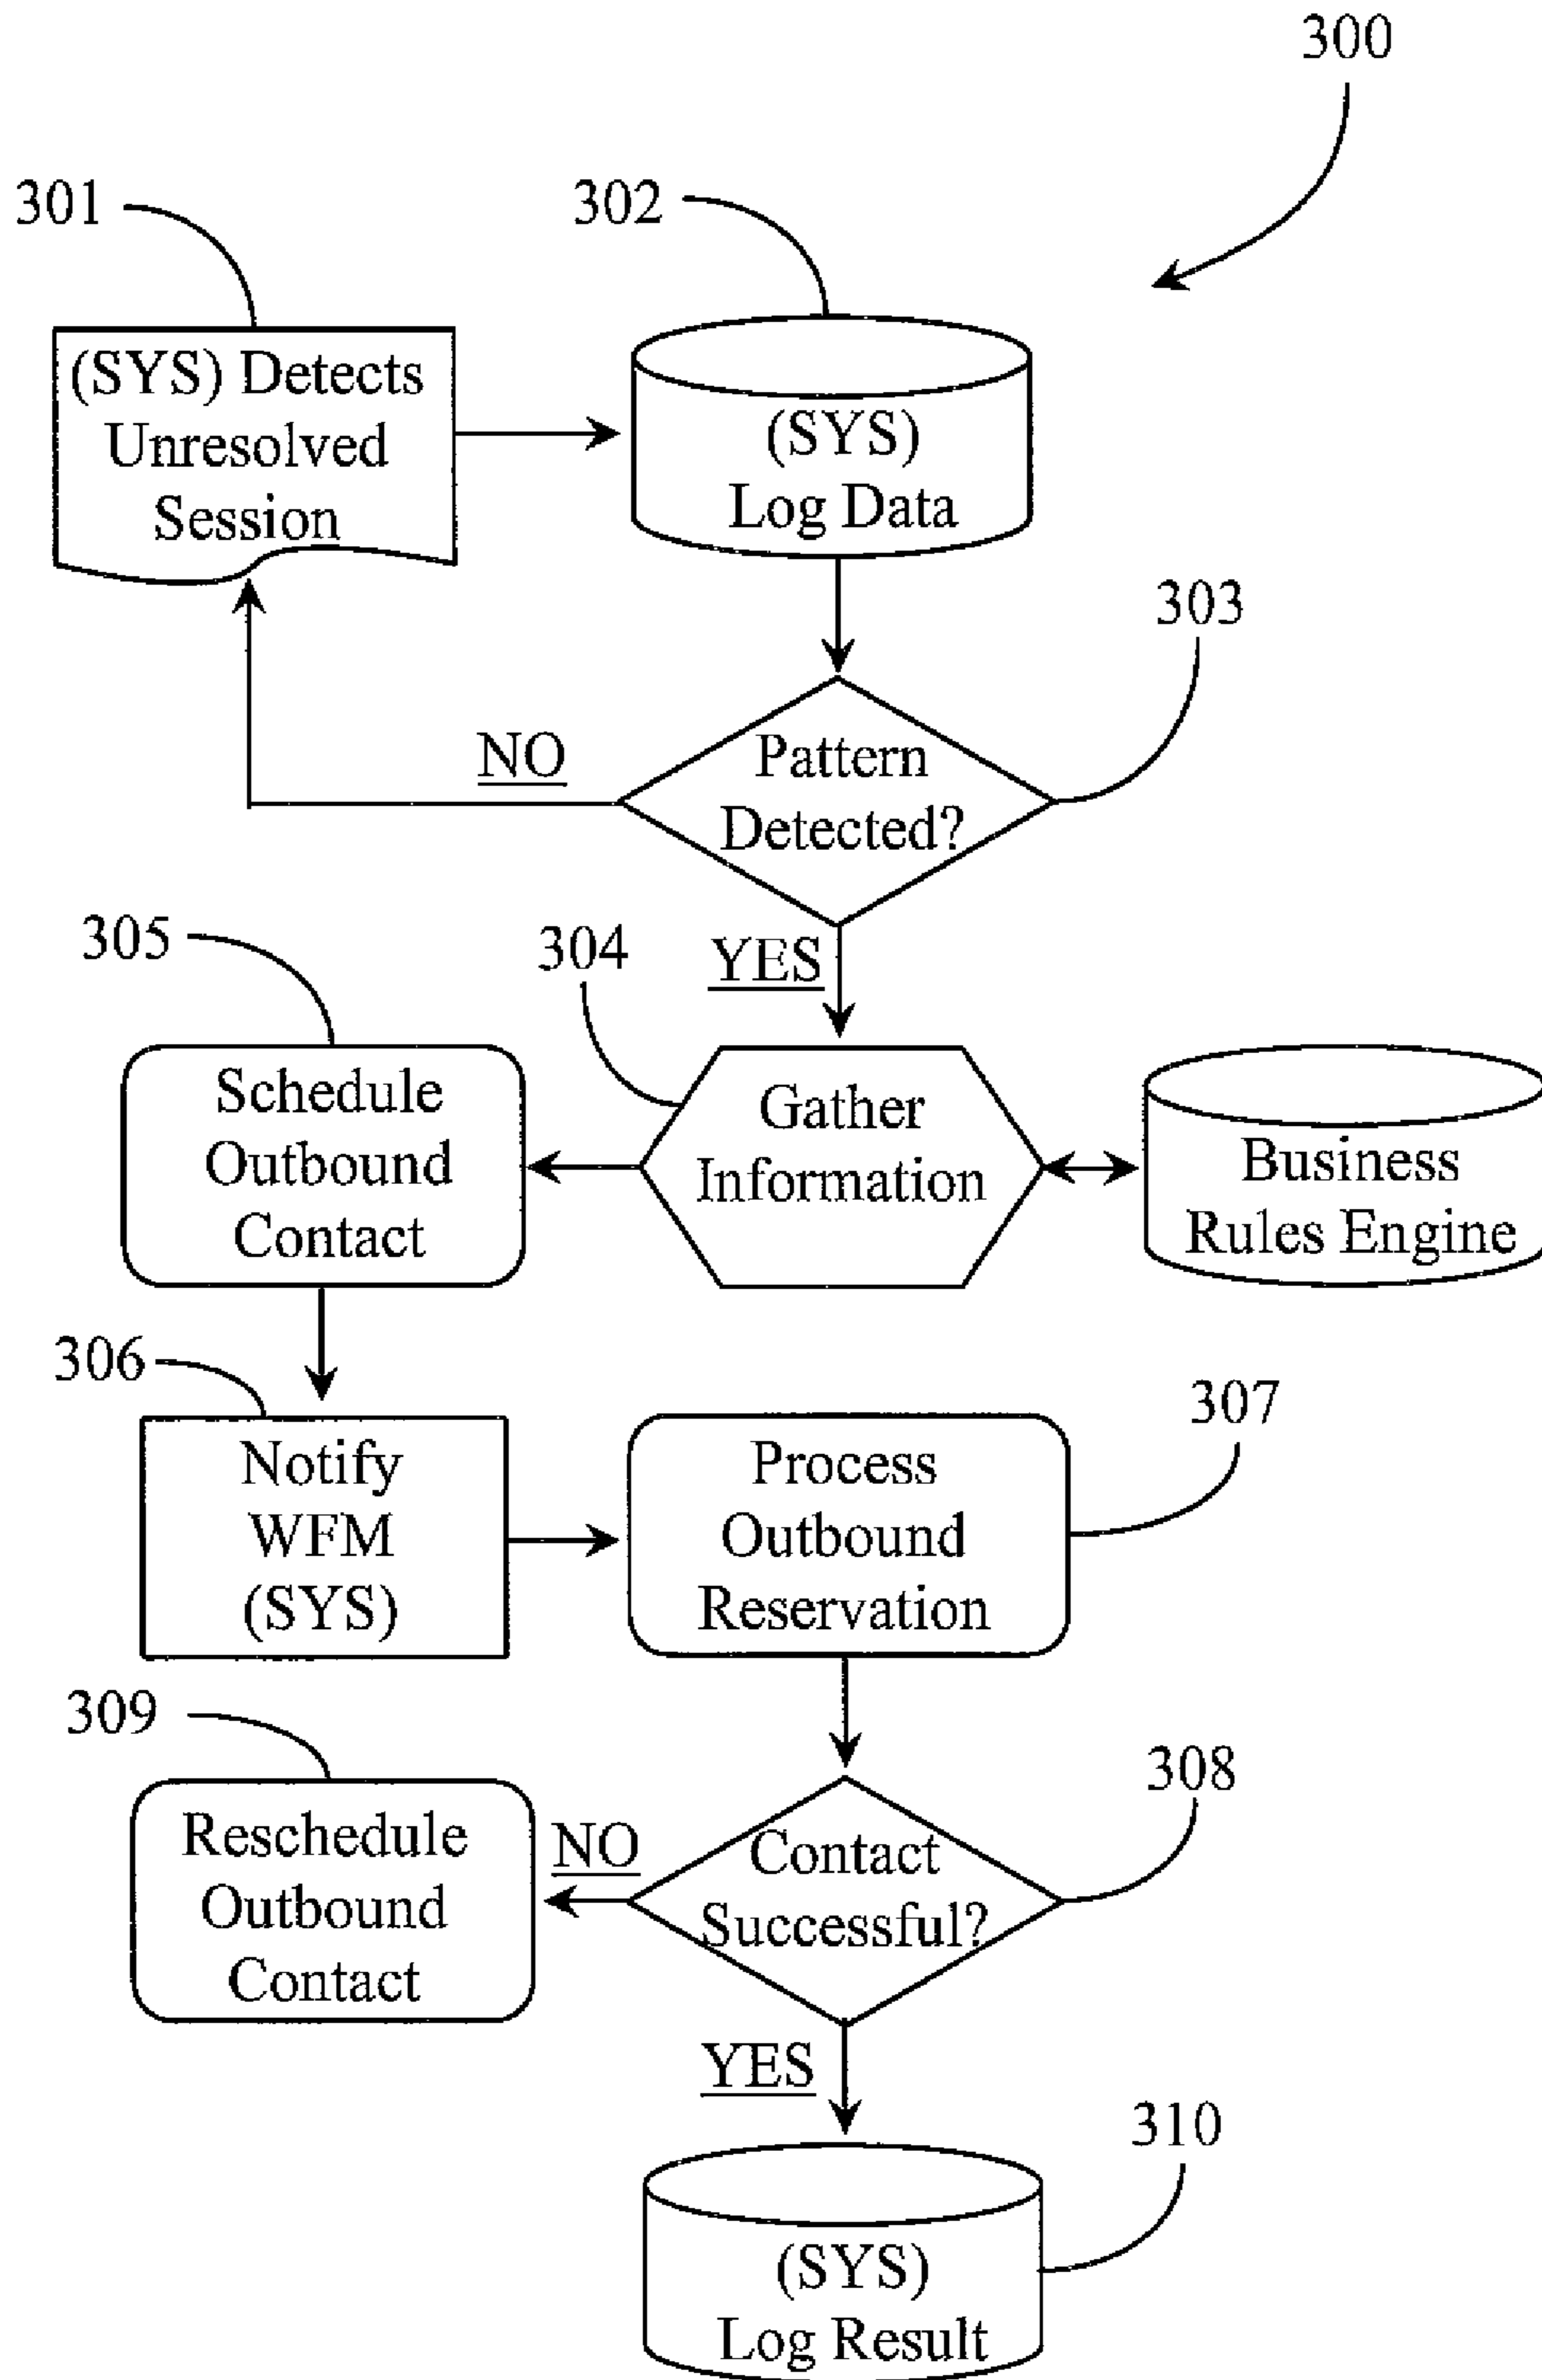 300
301
302
(SYS) Detects
Unresolved
Session
(SYS)
Log Data
303
NO
Pattern
Detected?
305
304
YES
Schedule
Outbound
Contact
Gather
Information
Business
Rules Engine
306
307
Notify
WFM
(SYS)
Process
Outbound
Reservation
309
308
Reschedule
Outbound
Contact
NO
Contact
Successful?
YES
310
(SYS)
Log Result